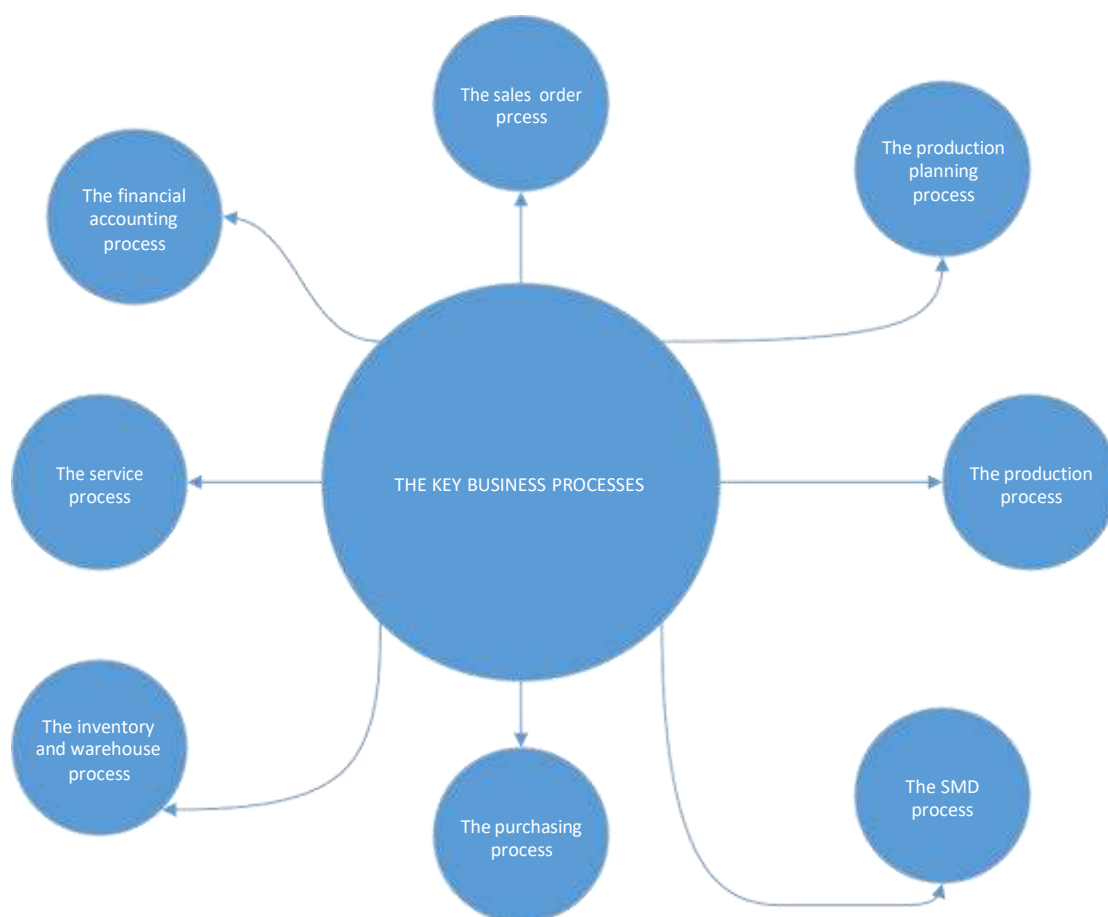 The sales order
prcess
The production
planning
process
The financial
accounting
process
The service
process
THE KEY BUSINESS PROCESSES
The production
process
The inventory
and warehouse
process
The purchasing
process
The SMD
process